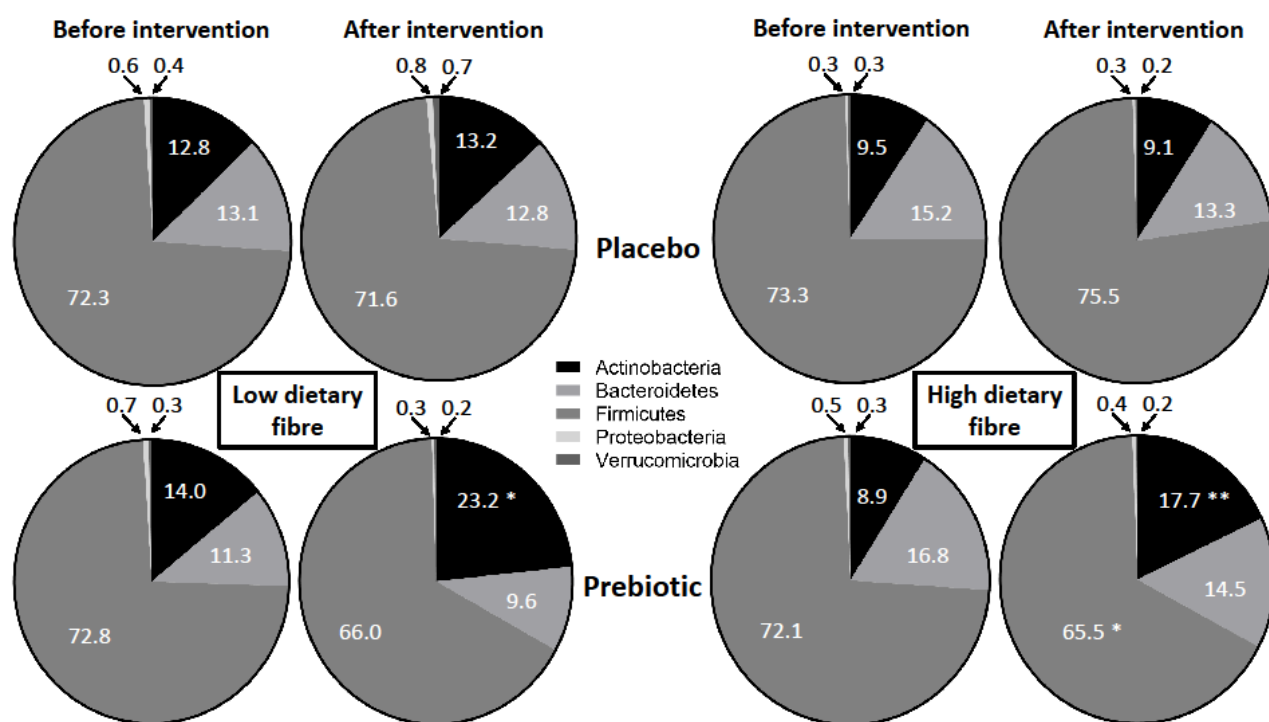 Before intervention
After intervention
Before intervention
After intervention
0.6 0.4
0.8 0.7
0.3 0.3
0.3 0.2
12.8
13.1
72.3
13.2
12.8
71.6
Placebo
9.5
15.2
73.3
9.1
13.3
75.5
Low dietary
fibre
Actinobacteria
Bacteroidetes
Firmicutes
Proteobacteria
Verrucomicrobia
High dietary
fibre
0.7 0.3
0.3 0.2
0.5 0.3
0.4 0.2
14.0
11.3
72.8
23.2 *
9.6
66.0
Prebiotic
8.9
16.8
72.1
17.7 **
14.5
65.5 *